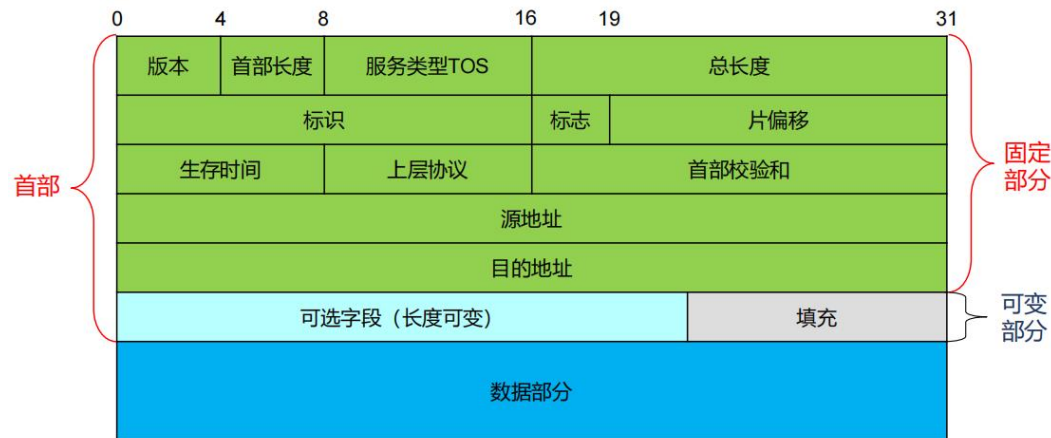 0 4 8 16 19 31
版本 首部长度 服务类型TOS 总长度
标识 标志 片偏移
生存时间 上层协议 首部校验和
首部
固定
部分
源地址
目的地址
可选字段（长度可变） 填充
可变
部分
数据部分